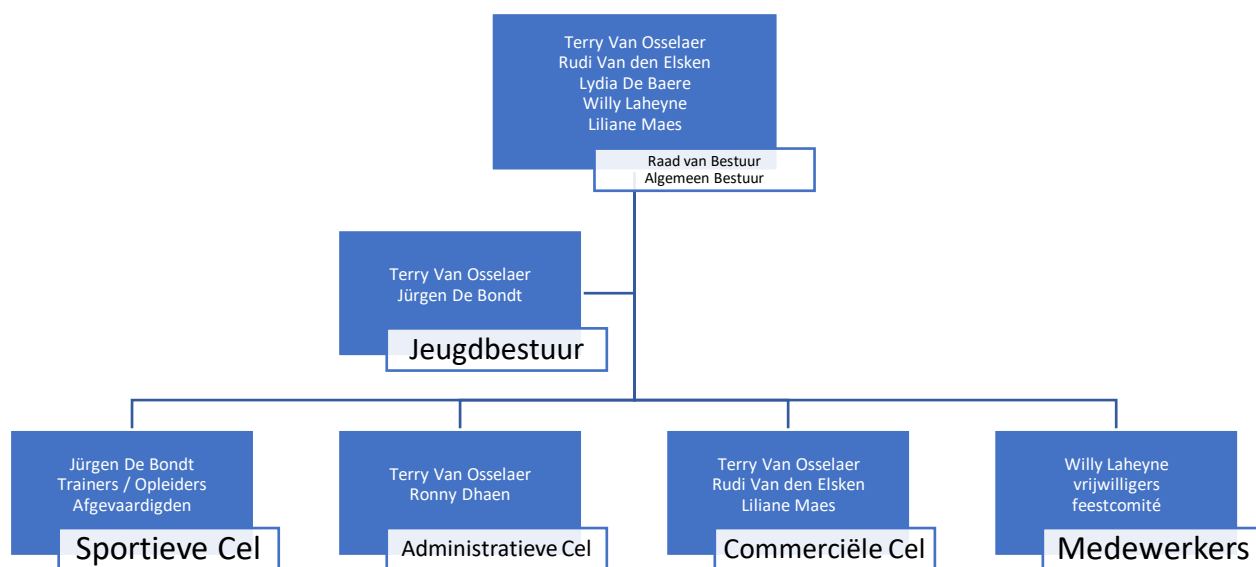 Terry Van Osselaer
Rudi Van den Elsken
Lydia De Baere
Willy Laheyne
Liliane Maes
Raad van Bestuur
Algemeen Bestuur
Terry Van Osselaer
Jürgen De Bondt
Jeugdbestuur
Jürgen De Bondt
Trainers / Opleiders
Afgevaardigden
Sportieve Cel
Terry Van Osselaer
Ronny Dhaen
Administratieve Cel
Terry Van Osselaer
Rudi Van den Elsken
Liliane Maes
Commerciële Cel
Willy Laheyne
vrijwilligers
feestcomité
Medewerkers